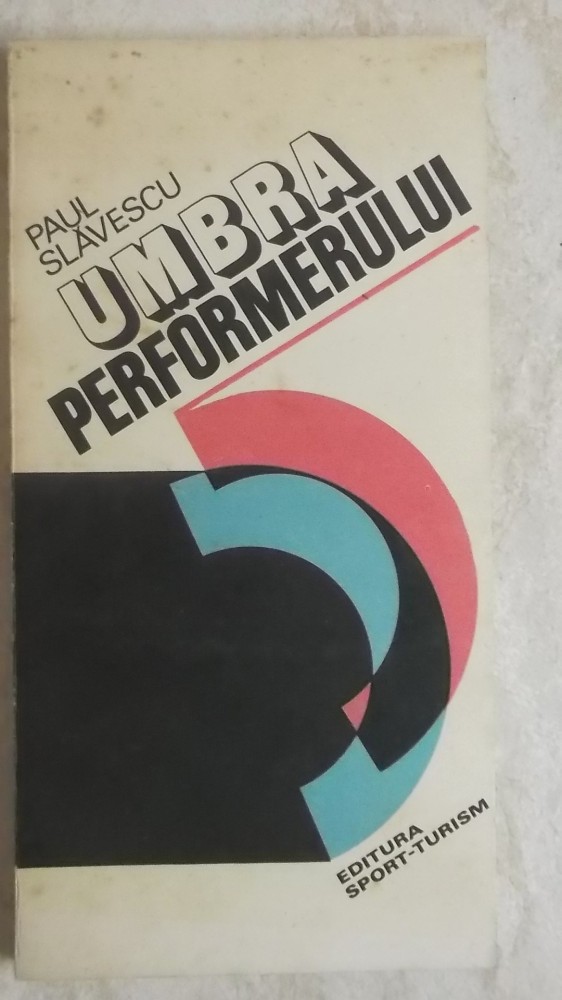 PAUL
SLĂVESCU
UMBRA
PERFORMERULUI
EDITURA
SPORT-TURISM